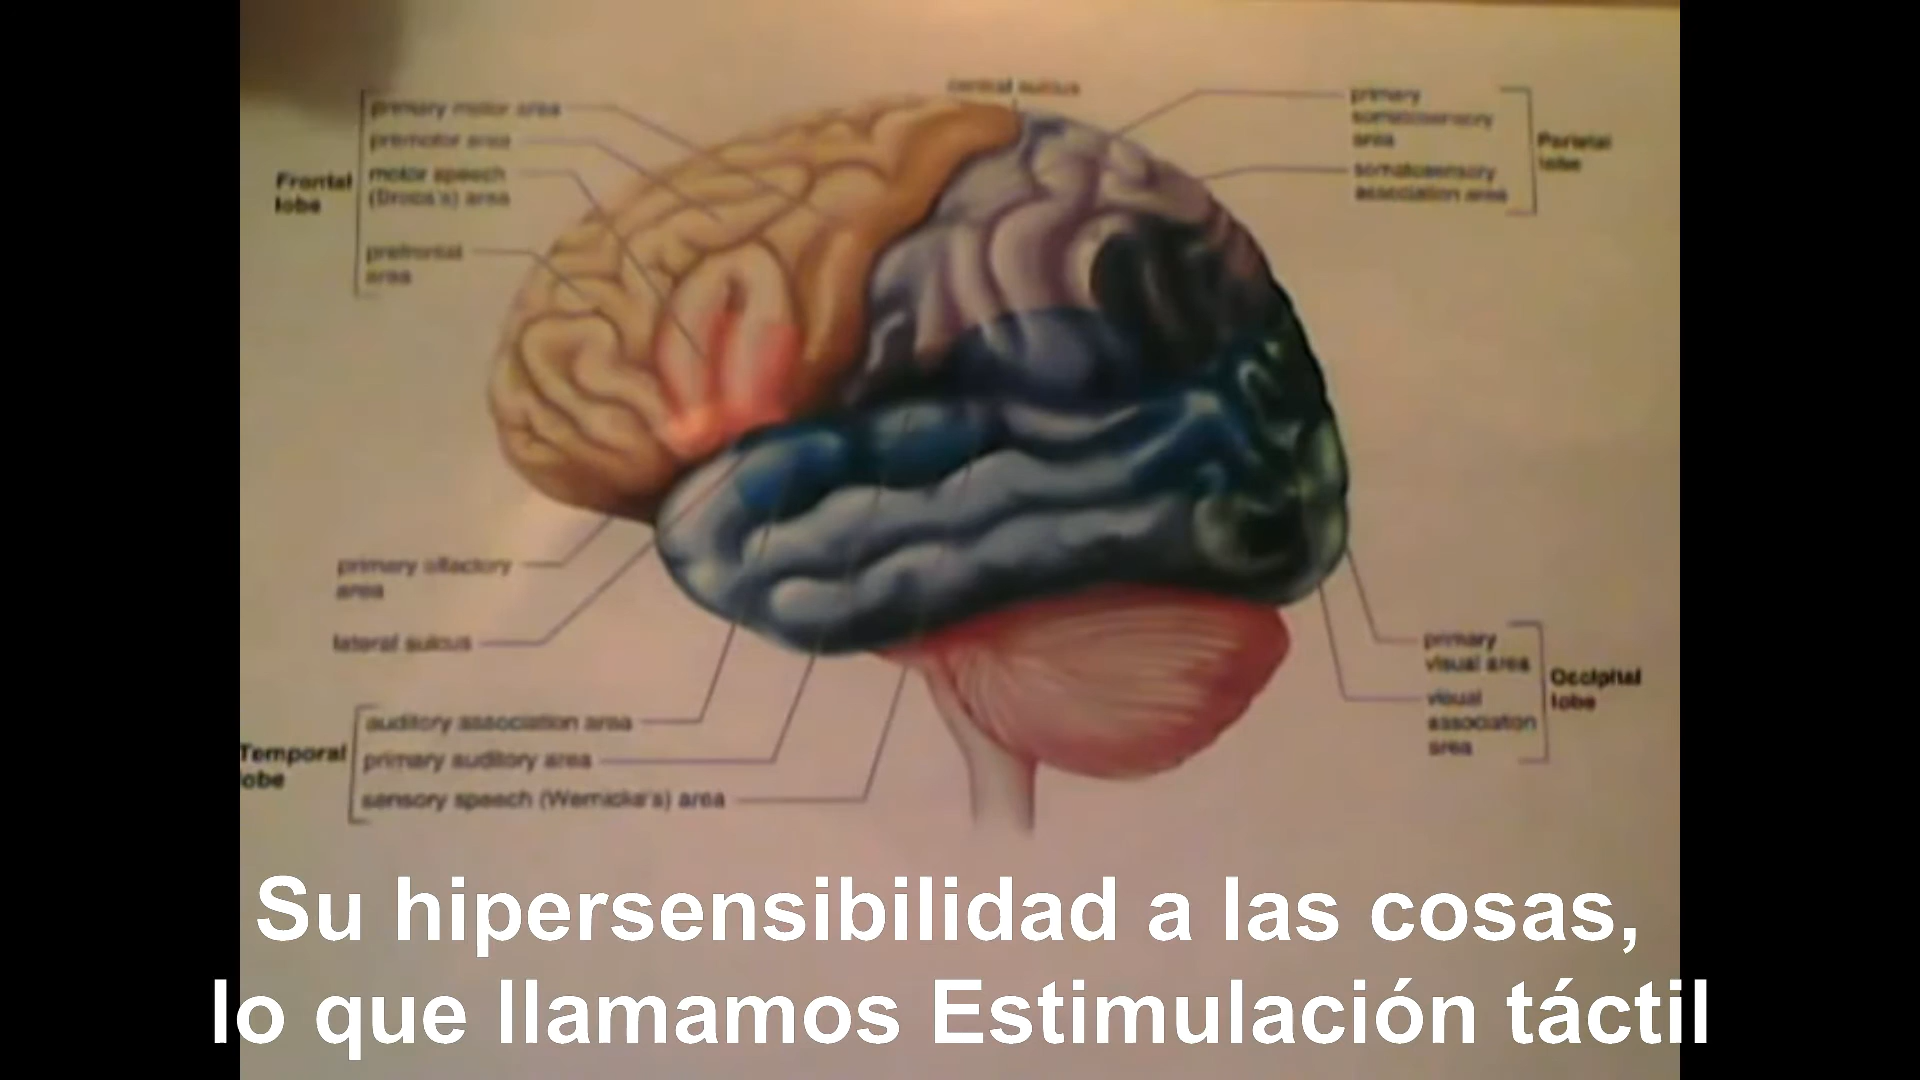 central sulcus
primary motor area
premotor area
motor speech
(Broca's) area
prefrontal
area
Frontal
lobe
primary
somatosensory
area
somatosensory
association area
Parietal
lobe
primary olfactory
area
lateral sulcus
auditory association area
primary auditory area
sensory speech (Wernicke's) area
Temporal
lobe
primary
visual area
visual
association
area
Occipital
lobe
Su hipersensibilidad a las cosas,
lo que llamamos Estimulación táctil